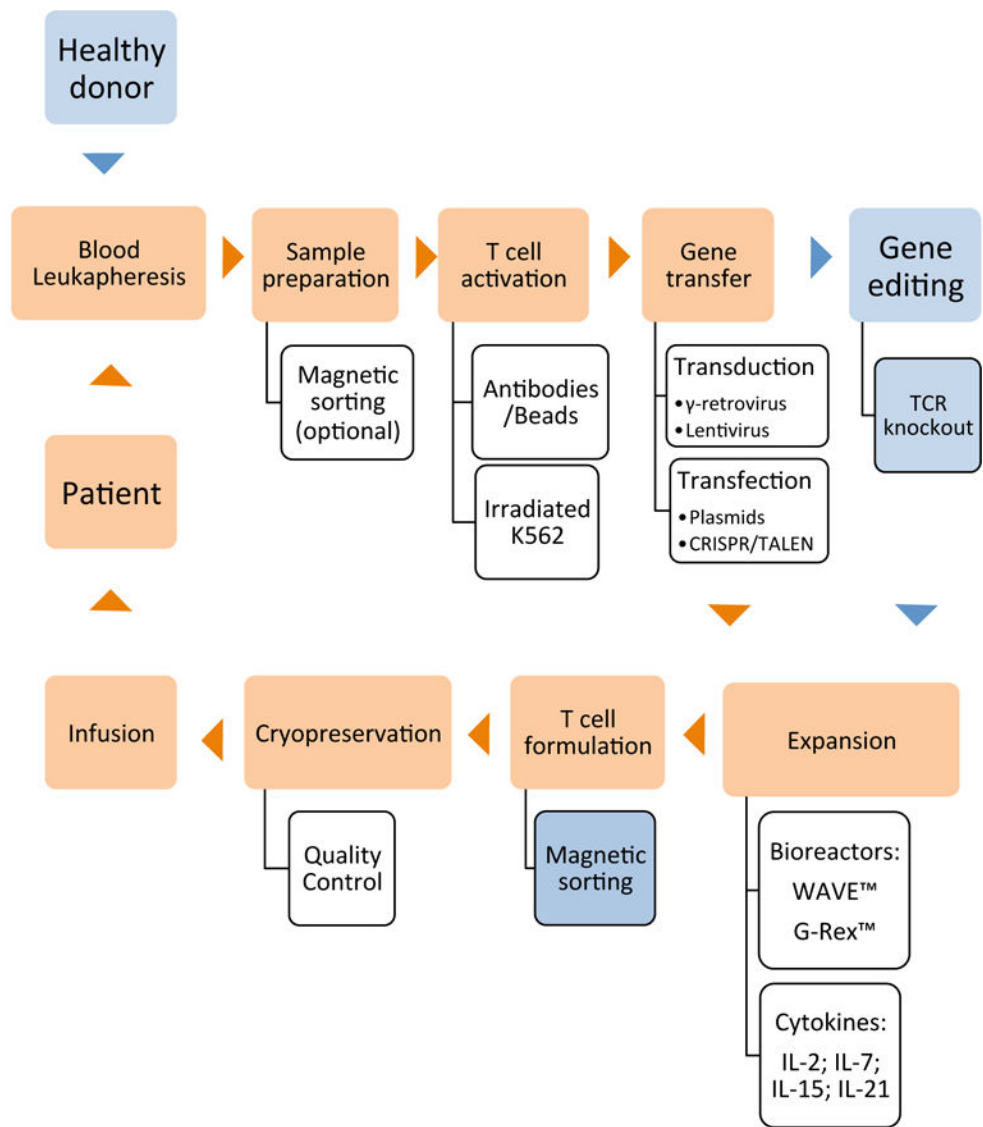 Healthy
donor
Blood
Leukapheresis
Sample
preparation
T cell
activation
Gene
transfer
Gene
editing
Magnetic
sorting
(optional)
Antibodies
/Beads
Irradiated
K562
Transduction
•γ-retrovirus
•Lentivirus
Transfection
•Plasmids
•CRISPR/TALEN
TCR
knockout
Patient
Infusion
Cryopreservation
T cell
formulation
Expansion
Quality
Control
Magnetic
sorting
Bioreactors:
WAVE™
G-Rex™
Cytokines:
IL-2; IL-7;
IL-15; IL-21